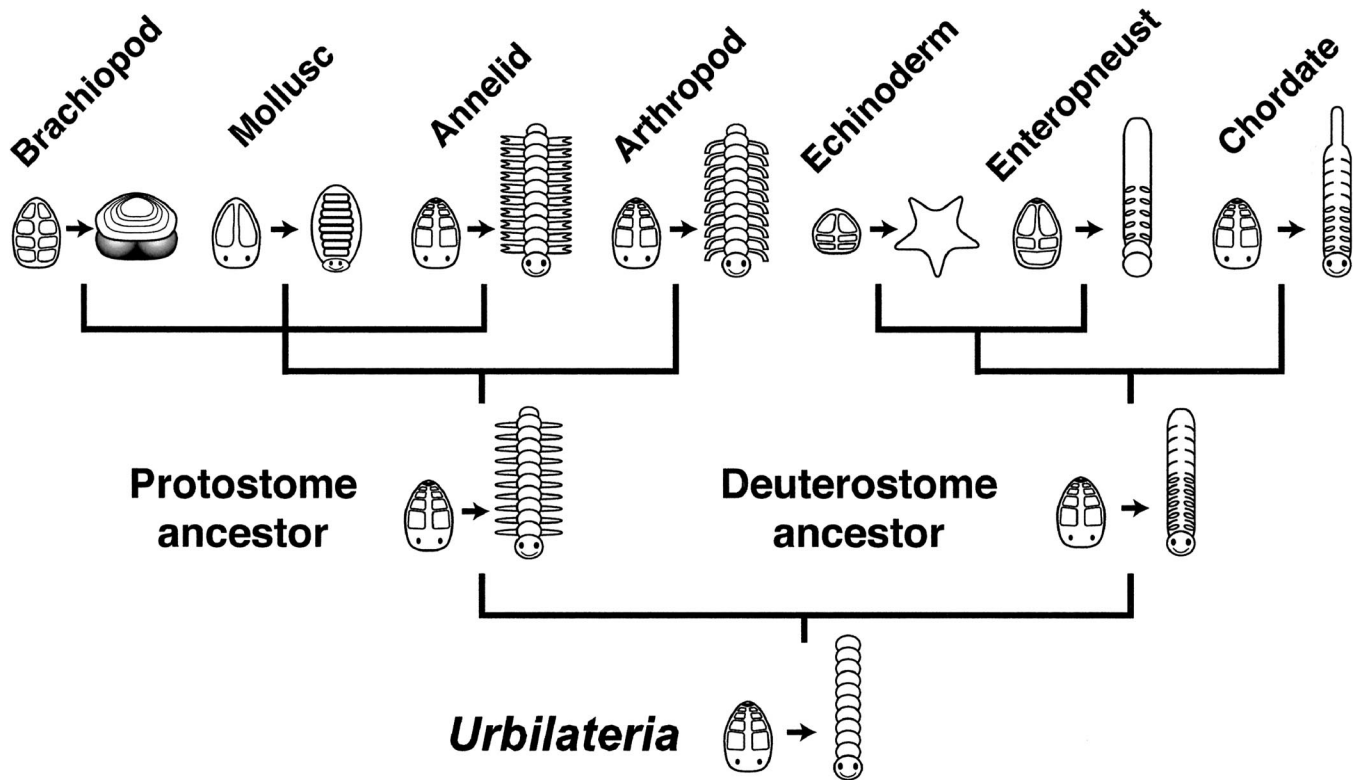 Brachiopod
Mollusc
Annelid
Arthropod
Echinoderm
Enteropneust
Chordate
Protostome
ancestor
Deuterostome
ancestor
Urbilateria